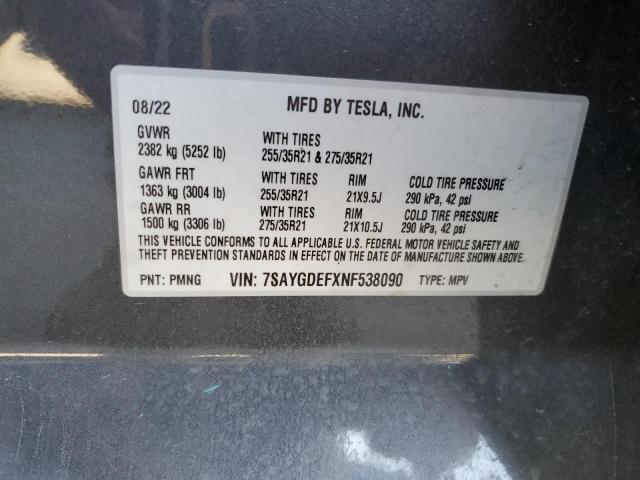 08/22 MFD BY TESLA, INC.
GVWR WITH TIRES
2382 kg (5252 lb) 255/35R21 & 275/35R21
GAWR FRT WITH TIRES RIM COLD TIRE PRESSURE
1363 kg (3004 lb) 255/35R21 21X9.5J 290 kPa, 42 psi
GAWR RR WITH TIRES RIM COLD TIRE PRESSURE
1500 kg (3306 lb) 275/35R21 21X10.5J 290 kPa, 42 psi
THIS VEHICLE CONFORMS TO ALL APPLICABLE U.S. FEDERAL MOTOR VEHICLE SAFETY AND
THEFT PREVENTION STANDARDS IN EFFECT ON THE DATE OF MANUFACTURE SHOWN ABOVE.
PNT: PMNG VIN: 7SAYGDEFXNF538090 TYPE: MPV